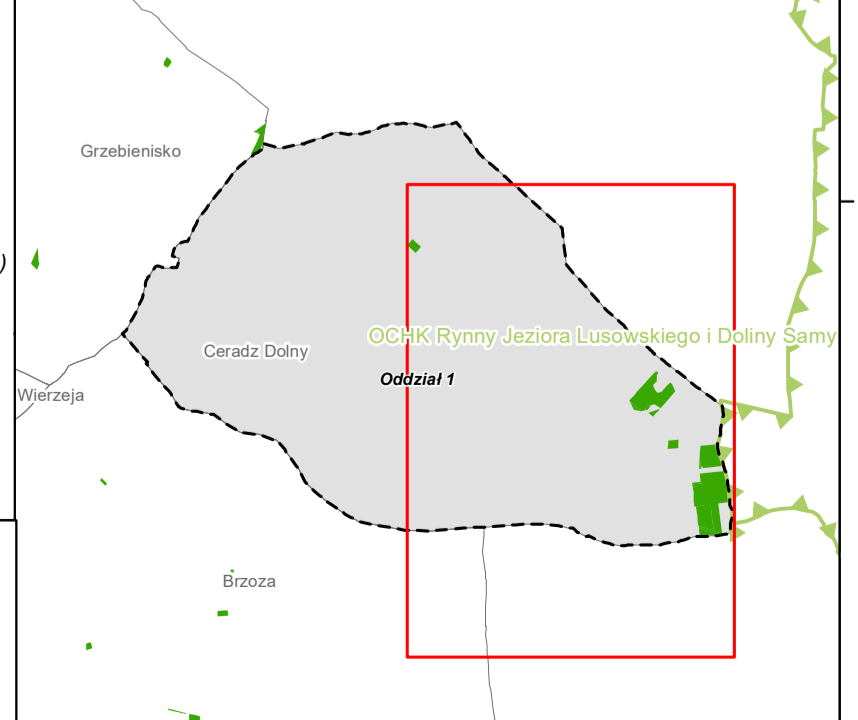 Grzebienisko
)
OCHK Rynny Jeziora Lusowskiego i Doliny Samy
Ceradz Dolny
Oddział 1
Wierzeja
Brzoza